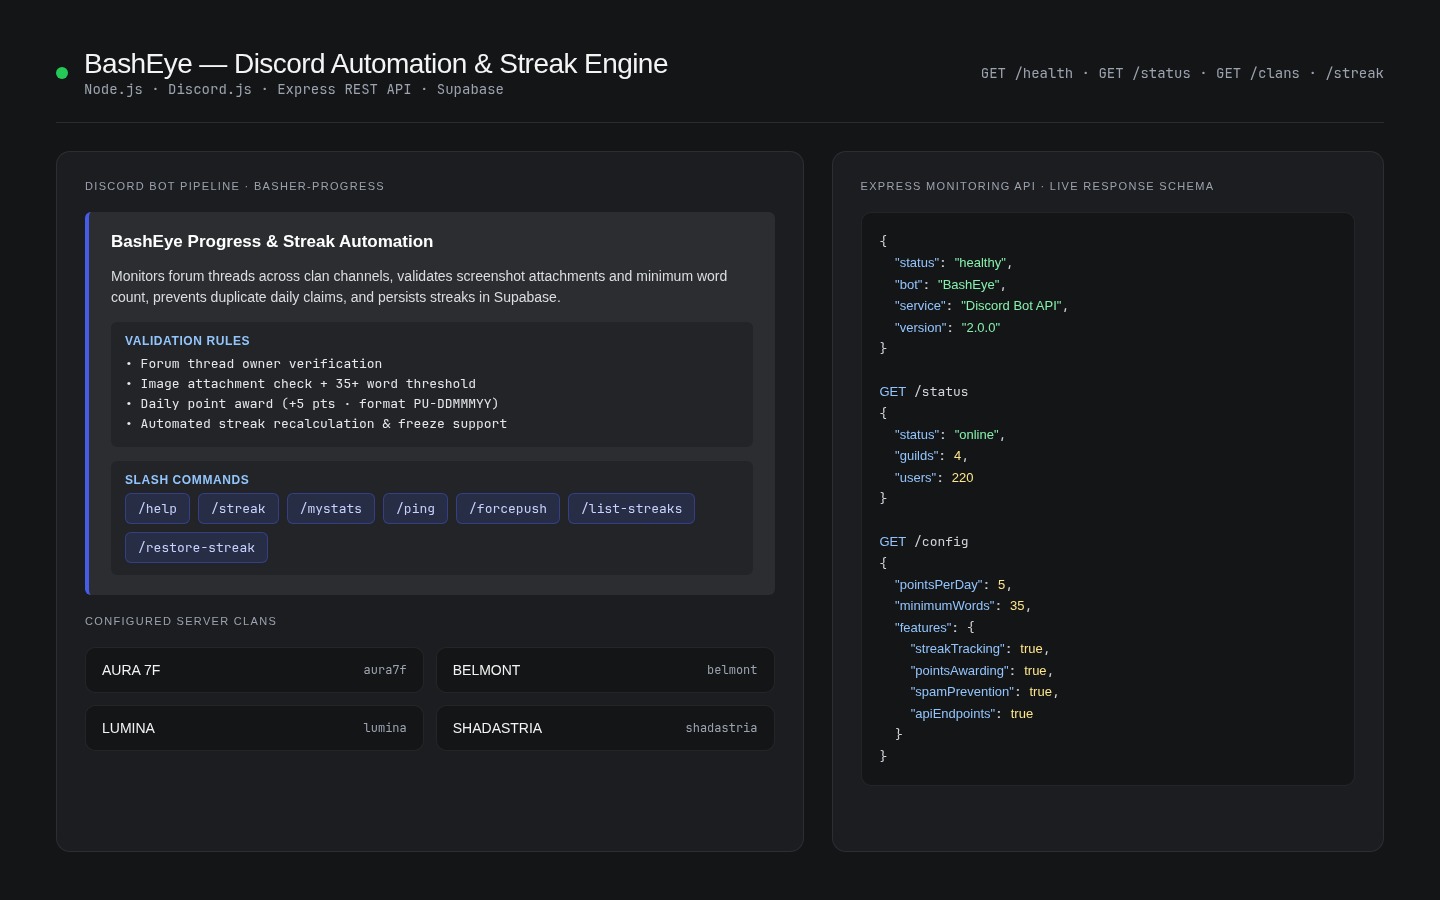 BashEye — Discord Automation & Streak Engine
Node.js · Discord.js · Express REST API · Supabase
GET /health · GET /status · GET /clans · /streak
DISCORD BOT PIPELINE · BASHER-PROGRESS
BashEye Progress & Streak Automation
Monitors forum threads across clan channels, validates screenshot attachments and minimum word
count, prevents duplicate daily claims, and persists streaks in Supabase.
VALIDATION RULES
• Forum thread owner verification
• Image attachment check + 35+ word threshold
• Daily point award (+5 pts · format PU-DDMMMYY)
• Automated streak recalculation & freeze support
SLASH COMMANDS
/help /streak /mystats /ping /forcepush /list-streaks
/restore-streak
CONFIGURED SERVER CLANS
AURA 7F aura7f BELMONT belmont
LUMINA lumina SHADASTRIA shadastria
EXPRESS MONITORING API · LIVE RESPONSE SCHEMA
{
  "status": "healthy",
  "bot": "BashEye",
  "service": "Discord Bot API",
  "version": "2.0.0"
}
GET /status
{
  "status": "online",
  "guilds": 4,
  "users": 220
}
GET /config
{
  "pointsPerDay": 5,
  "minimumWords": 35,
  "features": {
    "streakTracking": true,
    "pointsAwarding": true,
    "spamPrevention": true,
    "apiEndpoints": true
  }
}